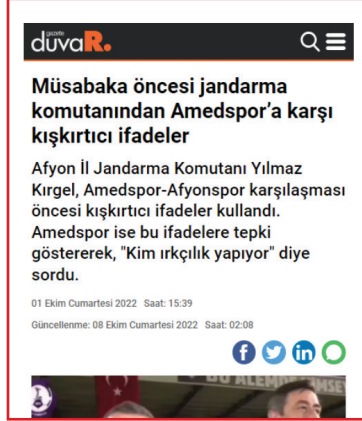 gazete
duvaR.
Müsabaka öncesi jandarma
komutanından Amedspor’a karşı
kışkırtıcı ifadeler
Afyon İl Jandarma Komutanı Yılmaz
Kırgel, Amedspor-Afyonspor karşılaşması
öncesi kışkırtıcı ifadeler kullandı.
Amedspor ise bu ifadelere tepki
göstererek, "Kim ırkçılık yapıyor" diye
sordu.
01 Ekim Cumartesi 2022 Saat: 15:39
Güncellenme: 08 Ekim Cumartesi 2022 Saat: 02:08
BU ALEMDE